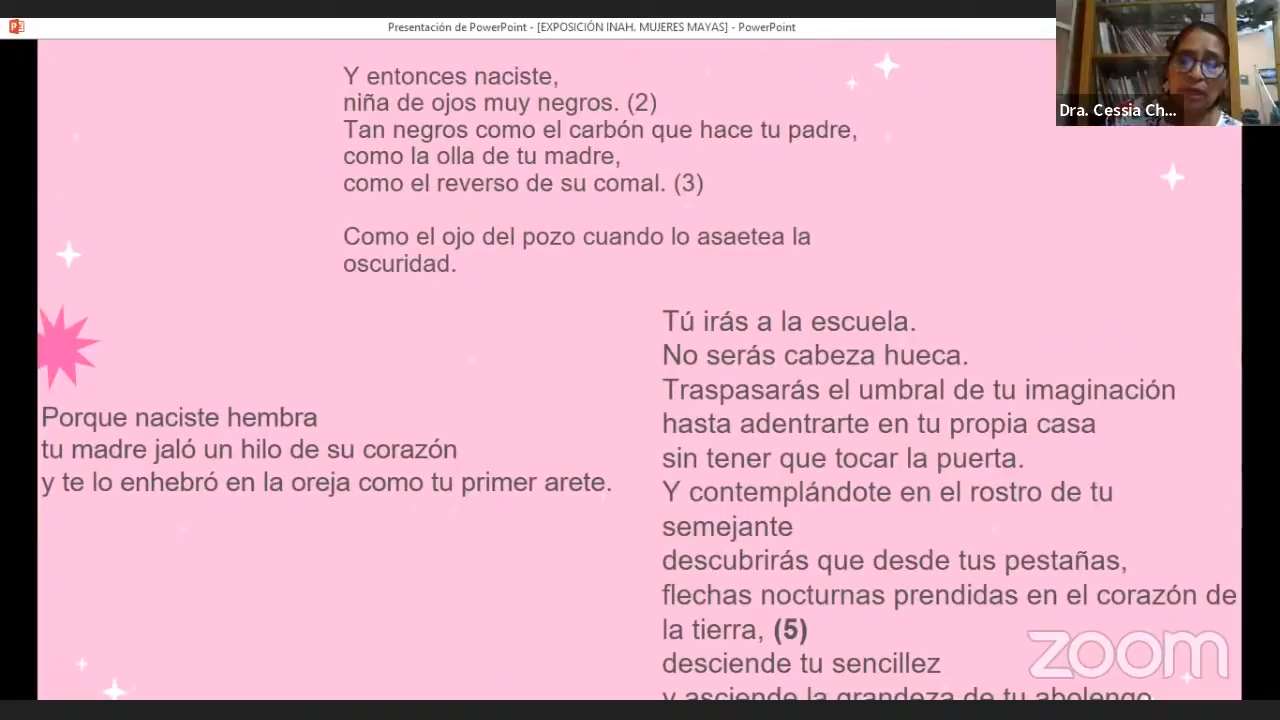 Presentación de PowerPoint - [EXPOSICIÓN INAH. MUJERES MAYAS] - PowerPoint
Dra. Cessia Ch...
Y entonces naciste,
niña de ojos muy negros. (2)
Tan negros como el carbón que hace tu padre,
como la olla de tu madre,
como el reverso de su comal. (3)
Como el ojo del pozo cuando lo asaetea la
oscuridad.
Porque naciste hembra
tu madre jaló un hilo de su corazón
y te lo enhebró en la oreja como tu primer arete.
Tú irás a la escuela.
No serás cabeza hueca.
Traspasarás el umbral de tu imaginación
hasta adentrarte en tu propia casa
sin tener que tocar la puerta.
Y contemplándote en el rostro de tu
semejante
descubrirás que desde tus pestañas,
flechas nocturnas prendidas en el corazón de
la tierra, (5)
desciende tu sencillez
y asciende la grandeza de tu abolengo
zoom